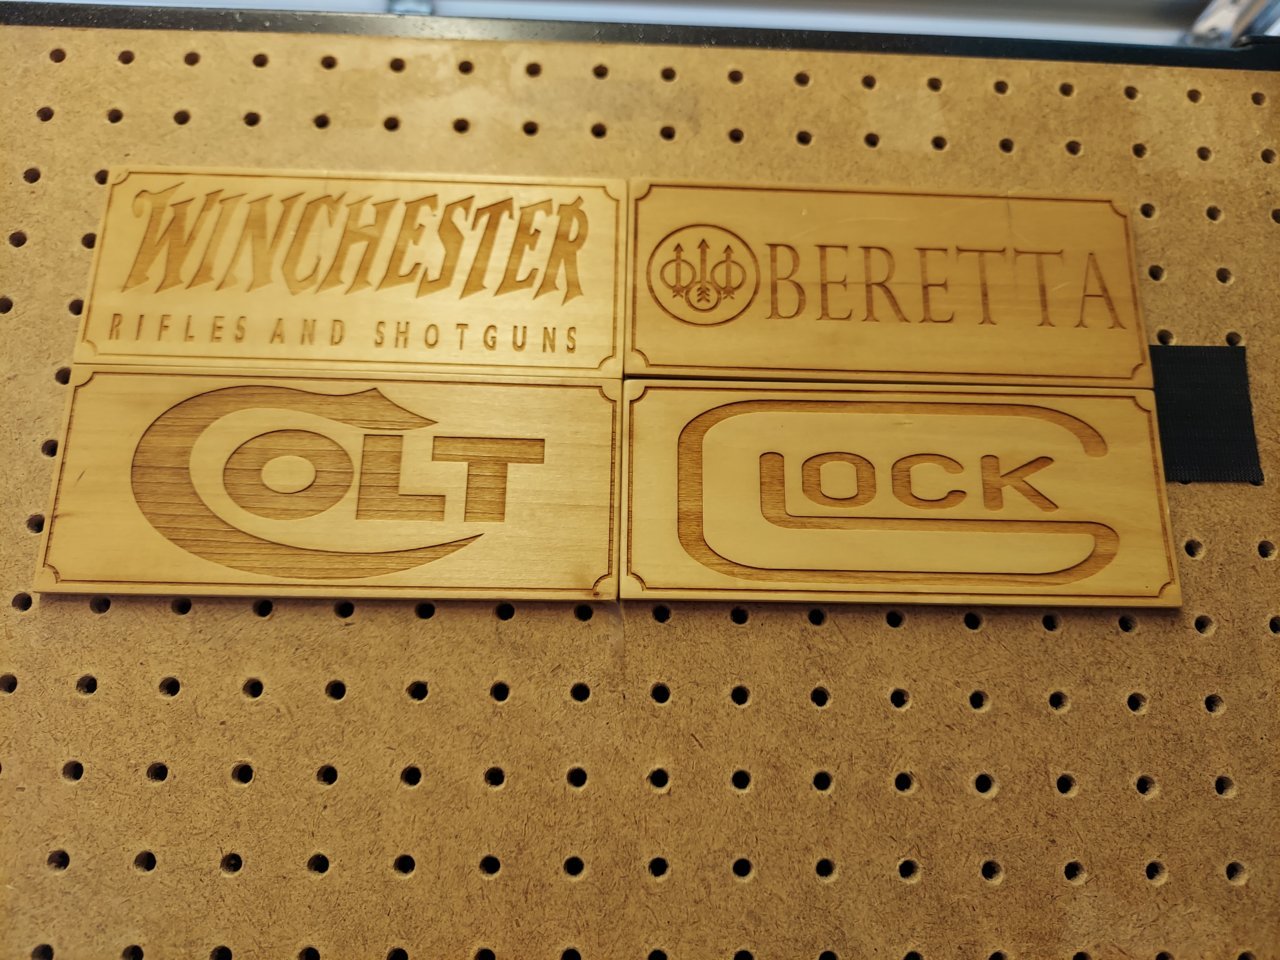 WINCHESTER
RIFLES AND SHOTGUNS
BERETTA
COLT
GLOCK